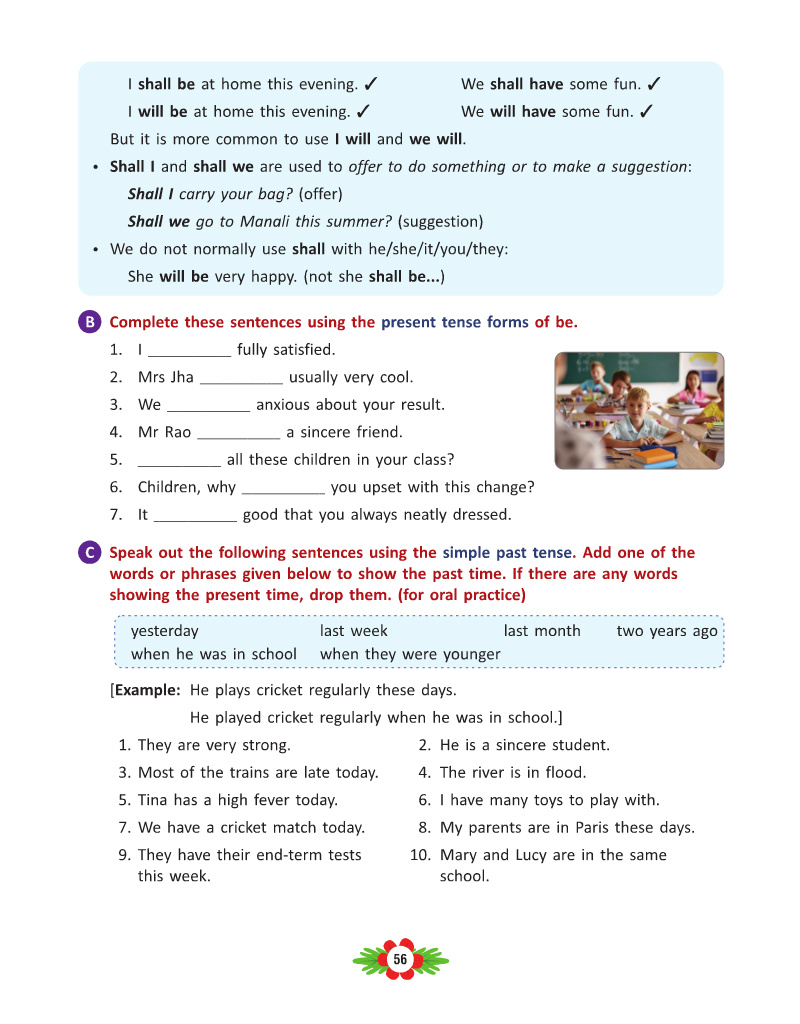 I shall be at home this evening. ✓ We shall have some fun. ✓
I will be at home this evening. ✓ We will have some fun. ✓
But it is more common to use I will and we will.
• Shall I and shall we are used to offer to do something or to make a suggestion:
Shall I carry your bag? (offer)
Shall we go to Manali this summer? (suggestion)
• We do not normally use shall with he/she/it/you/they:
She will be very happy. (not she shall be...)
B Complete these sentences using the present tense forms of be.
1. I __________ fully satisfied.
2. Mrs Jha __________ usually very cool.
3. We __________ anxious about your result.
4. Mr Rao __________ a sincere friend.
5. __________ all these children in your class?
6. Children, why __________ you upset with this change?
7. It __________ good that you always neatly dressed.
C Speak out the following sentences using the simple past tense. Add one of the
words or phrases given below to show the past time. If there are any words
showing the present time, drop them. (for oral practice)
yesterday last week last month two years ago
when he was in school when they were younger
[Example: He plays cricket regularly these days.
He played cricket regularly when he was in school.]
1. They are very strong. 2. He is a sincere student.
3. Most of the trains are late today. 4. The river is in flood.
5. Tina has a high fever today. 6. I have many toys to play with.
7. We have a cricket match today. 8. My parents are in Paris these days.
9. They have their end-term tests 10. Mary and Lucy are in the same
this week. school.
56